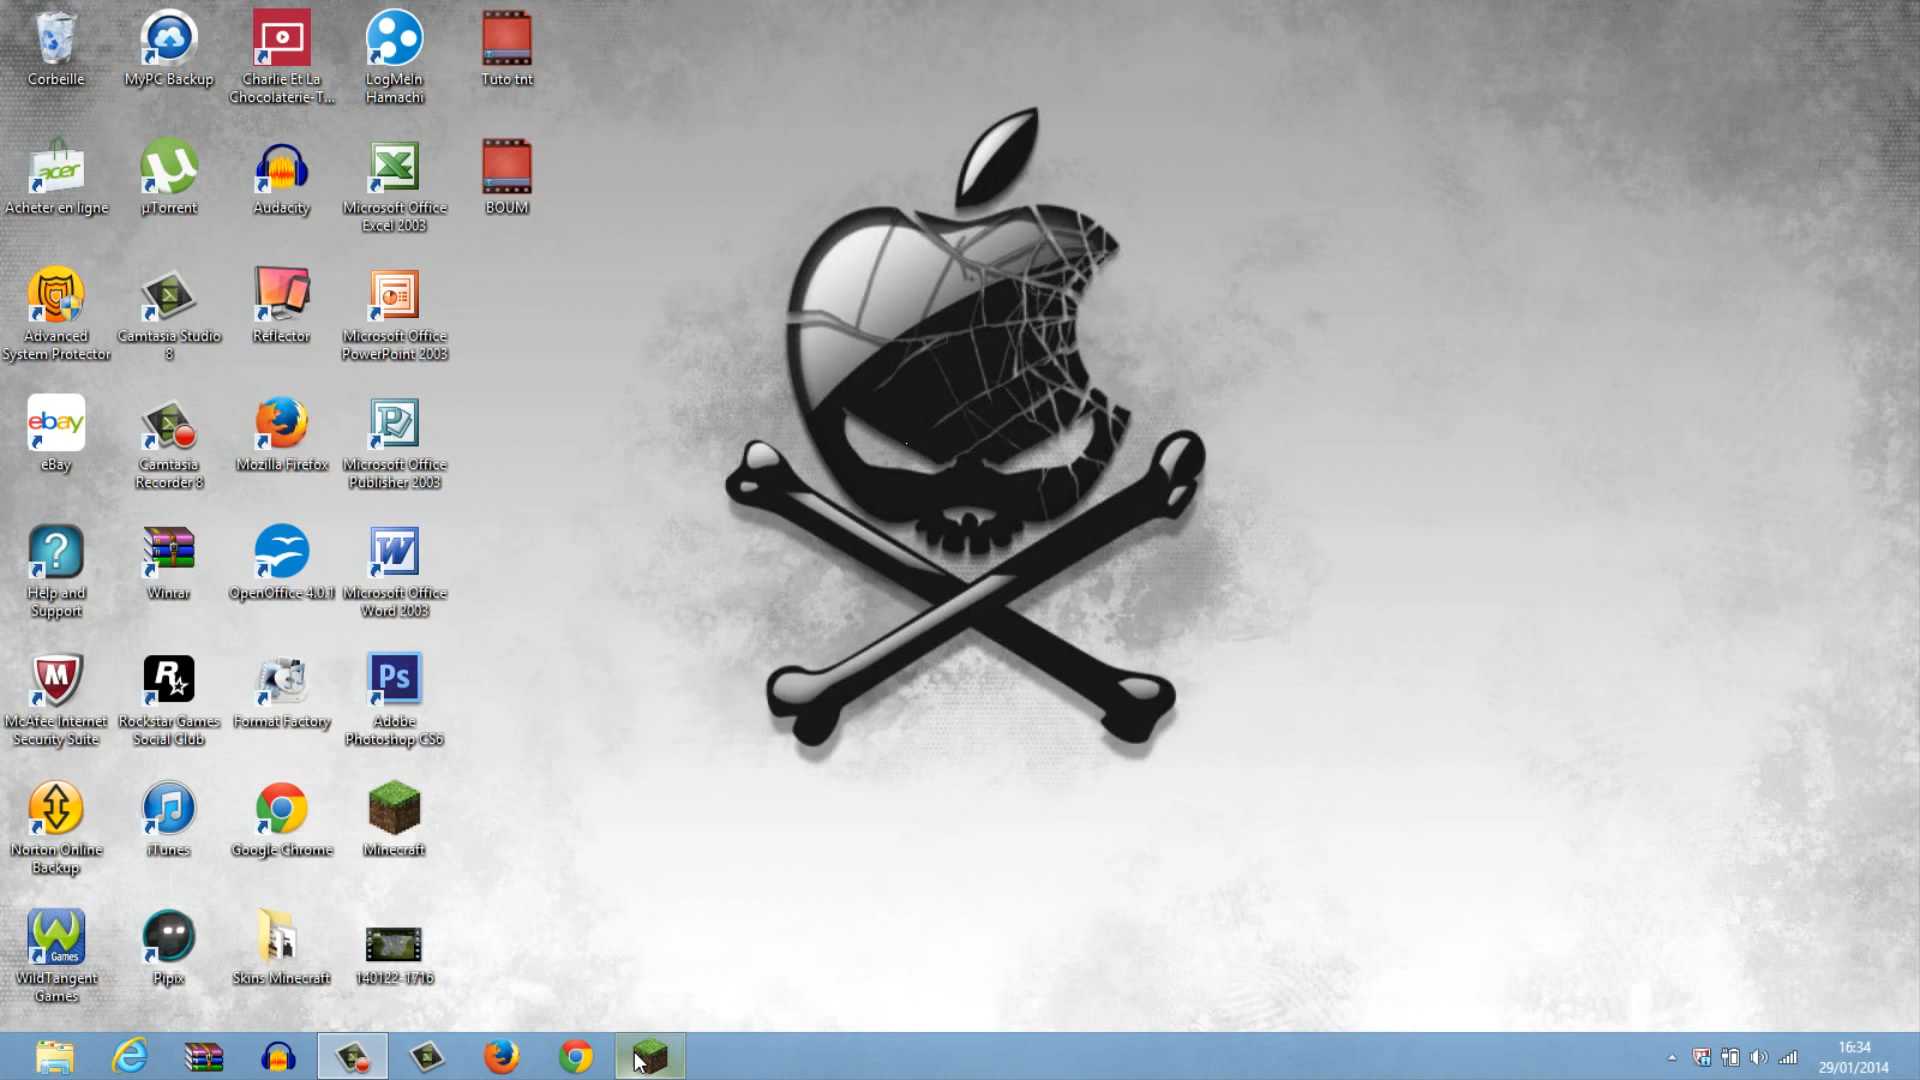 Corbeille
MyPC Backup
Charlie Et La
Chocolaterie-T...
LogMeIn
Hamachi
Tuto tnt
acer
Acheter en ligne
µTorrent
Audacity
Microsoft Office
Excel 2003
BOUM
Advanced
System Protector
Camtasia Studio
8
Reflector
Microsoft Office
PowerPoint 2003
ebay
eBay
Camtasia
Recorder 8
Mozilla Firefox
Microsoft Office
Publisher 2003
Help and
Support
Winrar
OpenOffice 4.0.1
Microsoft Office
Word 2003
McAfee Internet
Security Suite
Rockstar Games
Social Club
Format Factory
Ps
Adobe
Photoshop CS6
Norton Online
Backup
iTunes
Google Chrome
Minecraft
Games
WildTangent
Games
Pipix
Skins Minecraft
140122-1716
16:34
29/01/2014